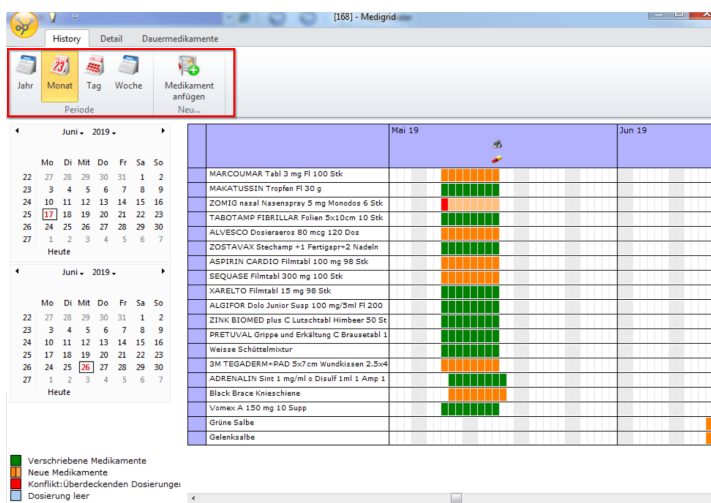 [168] - Medigrid
History Detail Dauermedikamente
Jahr Monat Tag Woche Medikament
anfügen
Periode Neu...
Juni 2019
Mo Di Mit Do Fr Sa So
22 27 28 29 30 31 1 2
23 3 4 5 6 7 8 9
24 10 11 12 13 14 15 16
25 17 18 19 20 21 22 23
26 24 25 26 27 28 29 30
27 1 2 3 4 5 6 7
Heute
Juni 2019
Mo Di Mit Do Fr Sa So
22 27 28 29 30 31 1 2
23 3 4 5 6 7 8 9
24 10 11 12 13 14 15 16
25 17 18 19 20 21 22 23
26 24 25 26 27 28 29 30
27 1 2 3 4 5 6 7
Heute
Mai 19 Jun 19
MARCOUMAR Tabl 3 mg Fl 100 Stk
MAKATUSSIN Tropfen Fl 30 g
ZOMIG nasal Nasenspray 5 mg Monodos 6 Stk
TABOTAMP FIBRILLAR Folien 5x10cm 10 Stk
ALVESCO Dosieraeros 80 mcg 120 Dos
ZOSTAVAX Stechamp +1 Fertigspr+2 Nadeln
ASPIRIN CARDIO Filmtabl 100 mg 98 Stk
SEQUASE Filmtabl 300 mg 100 Stk
XARELTO Filmtabl 15 mg 98 Stk
ALGIFOR Dolo Junior Susp 100 mg/5ml Fl 200
ZINK BIOMED plus C Lutschtabl Himbeer 50 St
PRETUVAL Grippe und Erkältung C Brausetabl 1
Weisse Schüttelmixtur
3M TEGADERM+PAD 5x7cm Wundkissen 2.5x4
ADRENALIN Sint 1 mg/ml o Disulf 1ml 1 Amp 1
Black Brace Knieschiene
Vomex A 150 mg 10 Supp
Grüne Salbe
Gelenksalbe
Verschriebene Medikamente
Neue Medikamente
Konflikt:Überdeckenden Dosierunge
Dosierung leer